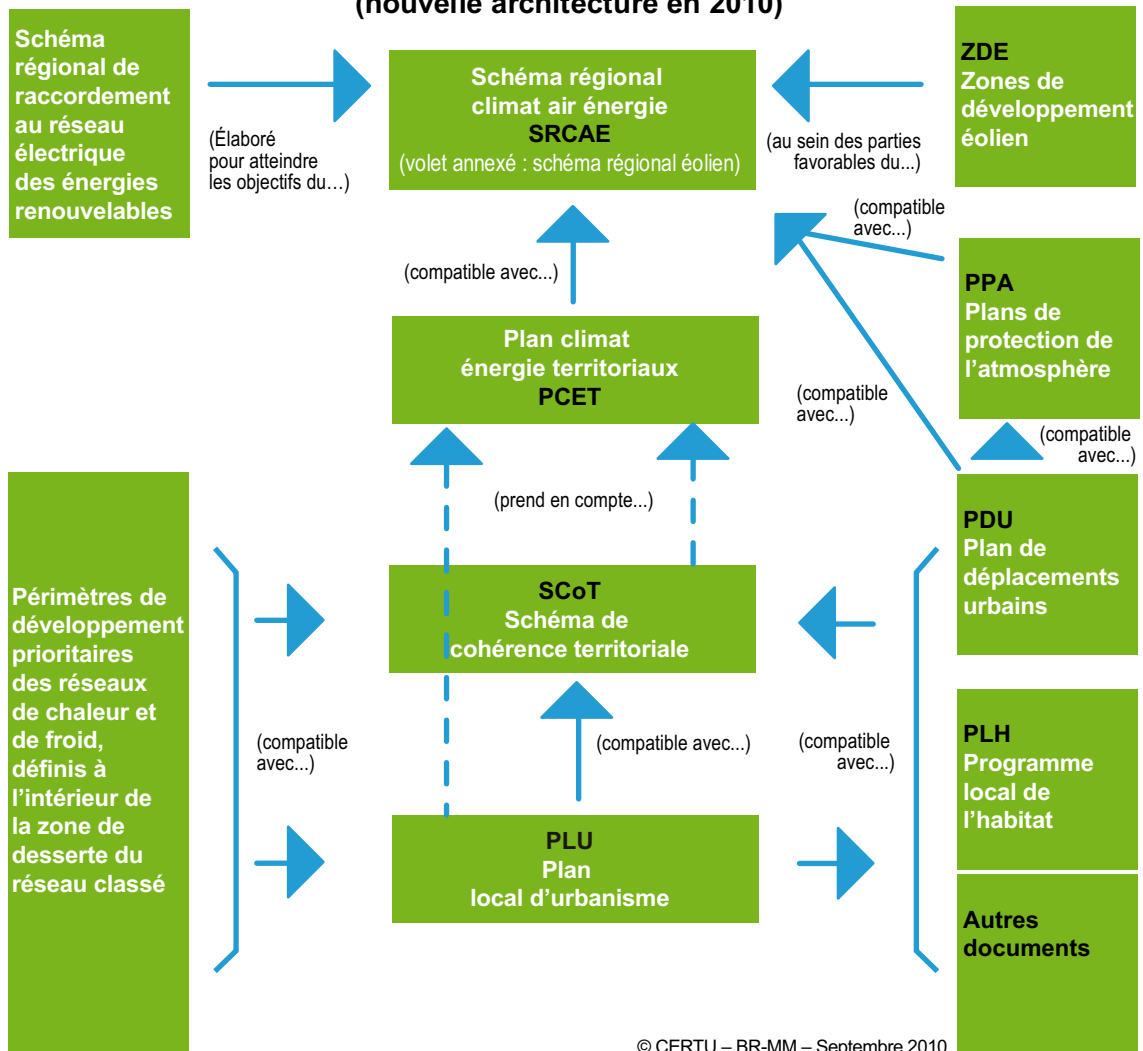 (nouvelle architecture en 2010)
Schéma
régional de
raccordement
au réseau
électrique
des énergies
renouvelables
(Élaboré
pour atteindre
les objectifs du…)
Schéma régional
climat air énergie
SRCAE
(volet annexé : schéma régional éolien)
ZDE
Zones de
développement
éolien
(au sein des parties
favorables du...)
(compatible
avec...)
(compatible avec...)
PPA
Plans de
protection de
l’atmosphère
Plan climat
énergie territoriaux
PCET
(compatible
avec...)
(compatible
avec...)
(prend en compte...)
PDU
Plan de
déplacements
urbains
Périmètres de
développement
prioritaires
des réseaux
de chaleur et
de froid,
définis à
l’intérieur de
la zone de
desserte du
réseau classé
SCoT
Schéma de
cohérence territoriale
(compatible
avec...)
(compatible avec...)
(compatible
avec...)
PLH
Programme
local de
l’habitat
PLU
Plan
local d’urbanisme
Autres
documents
© CERTU – BR-MM – Septembre 2010